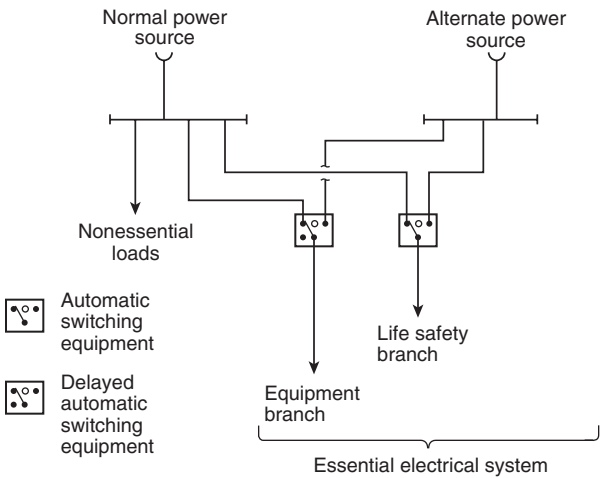 Normal power
source
Alternate power
source
Nonessential
loads
Automatic
switching
equipment
Life safety
branch
Delayed
automatic
switching
equipment
Equipment
branch
Essential electrical system